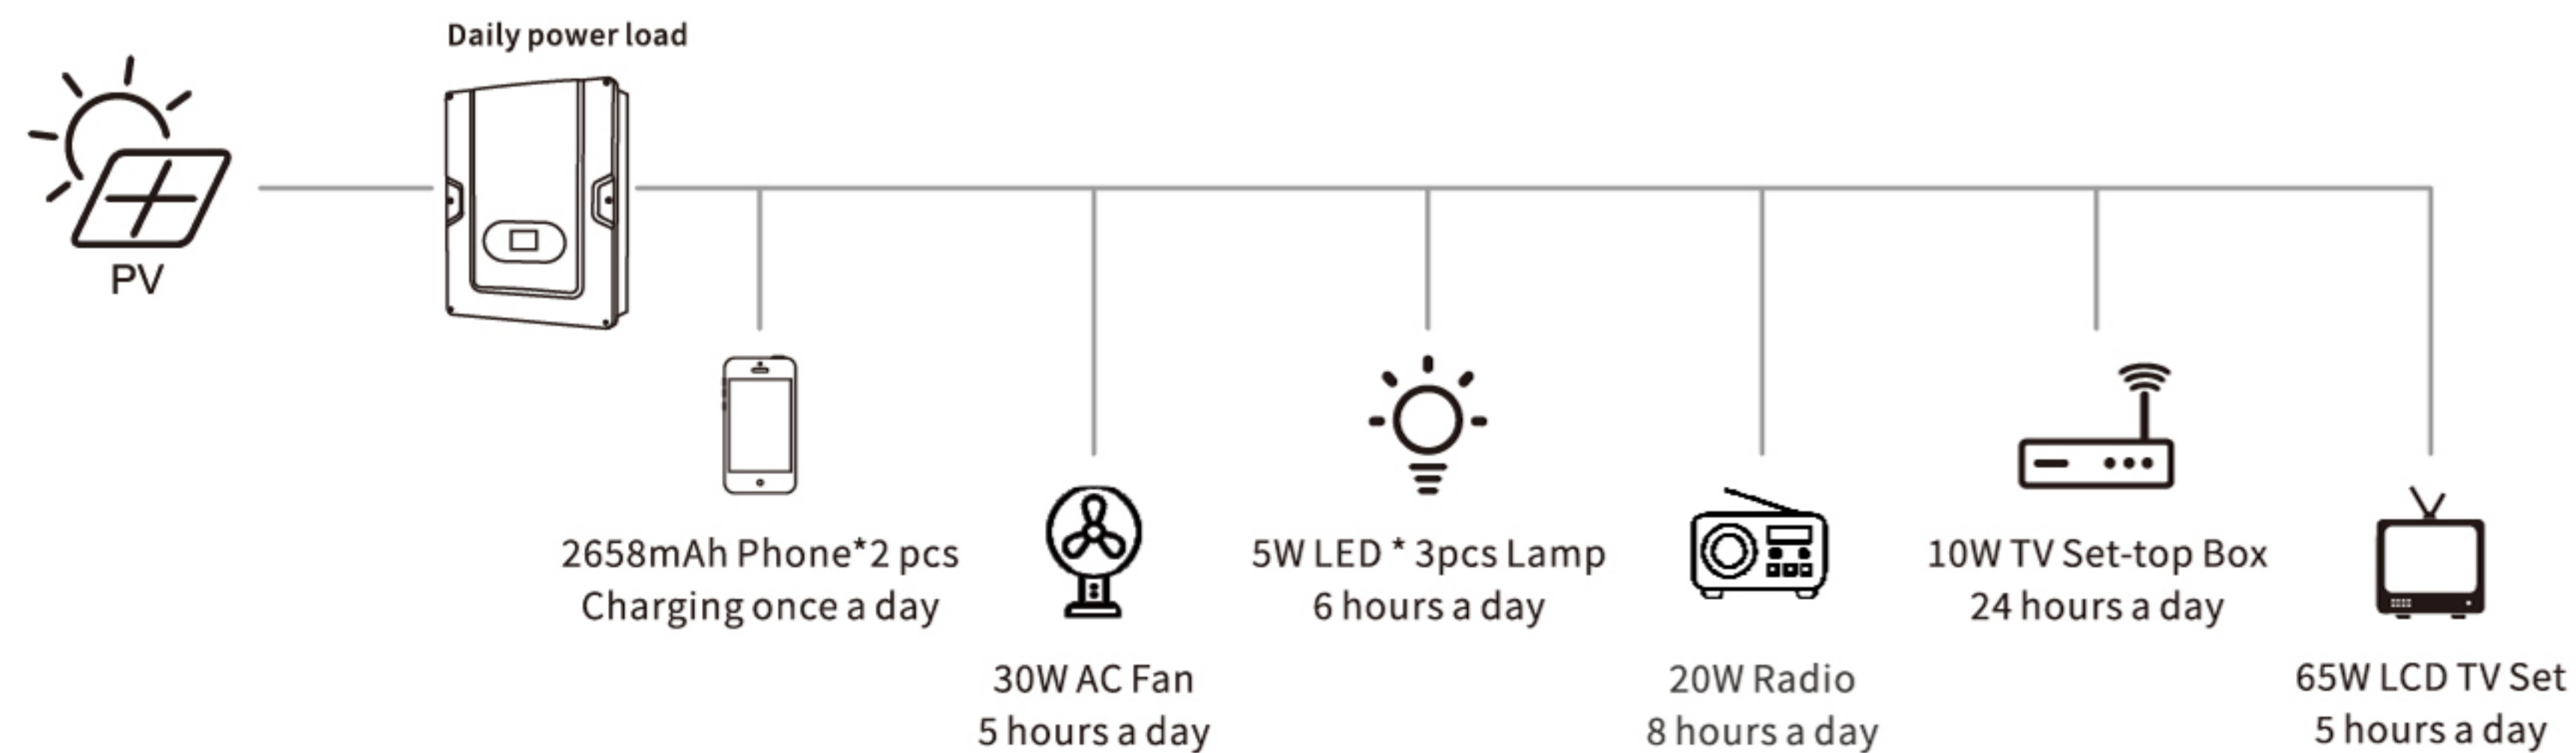 Daily power load
PV
2658mAh Phone*2 pcs
Charging once a day
30W AC Fan
5 hours a day
5W LED * 3pcs Lamp
6 hours a day
20W Radio
8 hours a day
10W TV Set-top Box
24 hours a day
65W LCD TV Set
5 hours a day